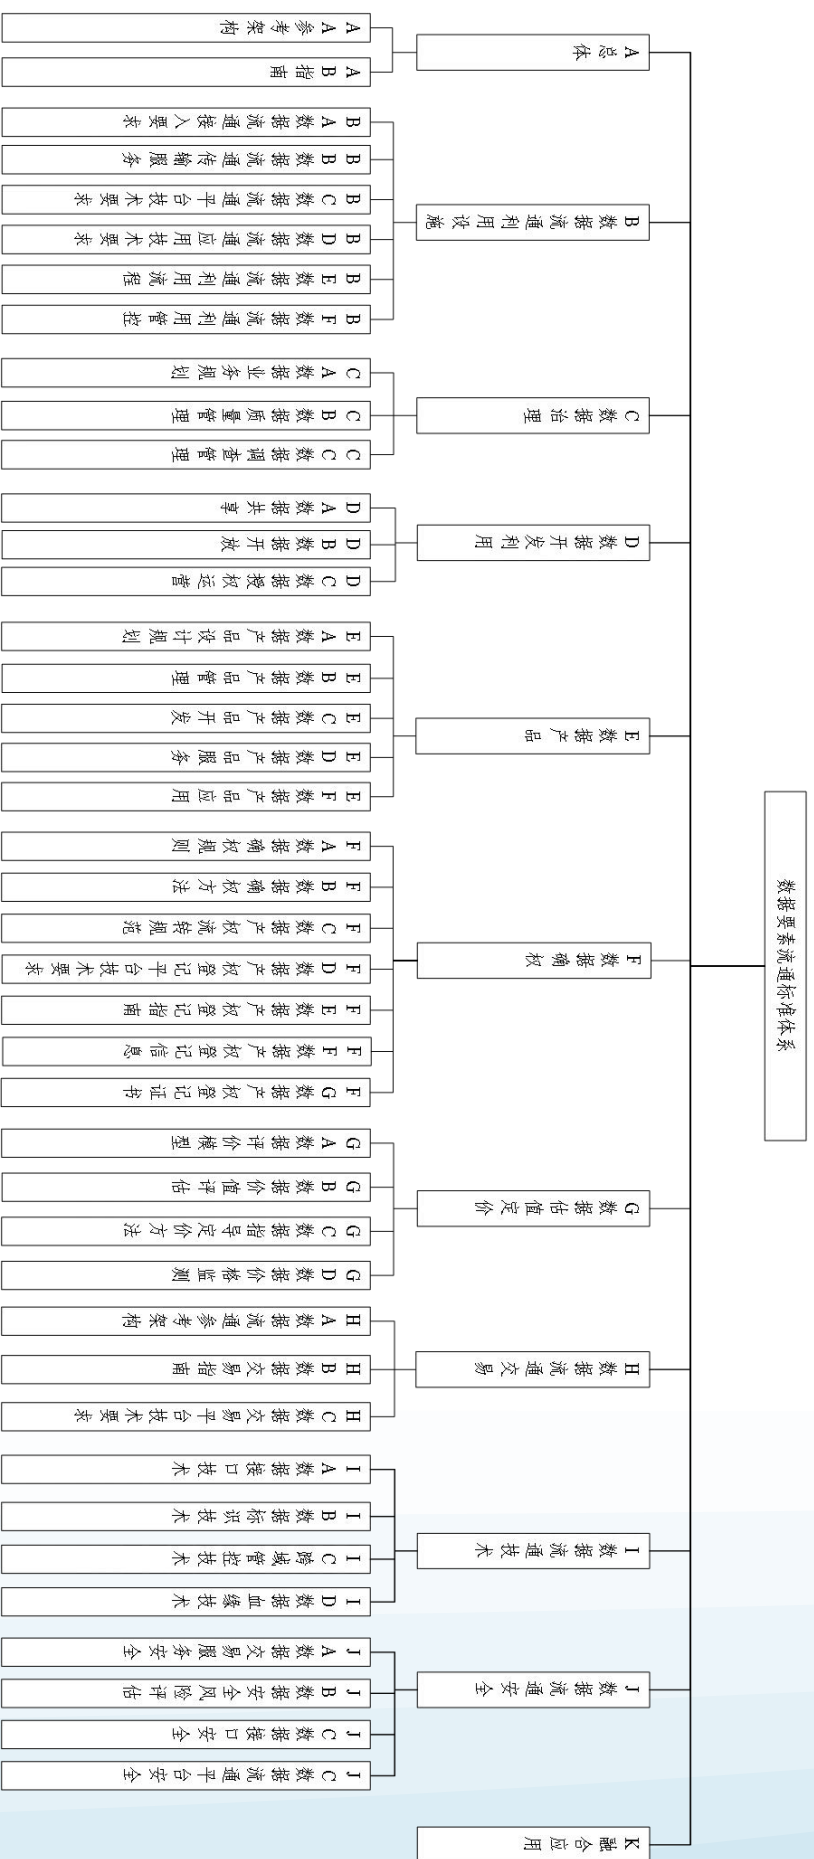 数据要素流通标准体系
A 总体
AA 参考架构
AB 指南
B 数据流通利用设施
BA 数据流通接入要求
BB 数据流通传输服务
BC 数据流通平台技术要求
BD 数据流通应用技术要求
BE 数据流通利用流程
BF 数据流通利用管控
C 数据治理
CA 数据业务规划
CB 数据质量管理
CC 数据调查管理
D 数据开发利用
DA 数据共享
DB 数据开放
DC 数据授权运营
E 数据产品
EA 数据产品设计规划
EB 数据产品管理
EC 数据产品开发
ED 数据产品服务
EF 数据产品应用
F 数据确权
FA 数据确权规则
FB 数据确权方法
FC 数据产权流转规范
FD 数据产权登记平台技术要求
FE 数据产权登记指南
FF 数据产权登记信息
FG 数据产权登记证书
G 数据估值定价
GA 数据评价模型
GB 数据价值评估
GC 数据指导定价方法
GD 数据价格监测
H 数据流通交易
HA 数据流通参考架构
HB 数据交易指南
HC 数据交易平台技术要求
I 数据流通技术
IA 数据接口技术
IB 数据标识技术
IC 跨域管控技术
ID 数据血缘技术
J 数据流通安全
JA 数据交易服务安全
JB 数据安全风险评估
JC 数据接口安全
JC 数据流通平台安全
K 融合应用